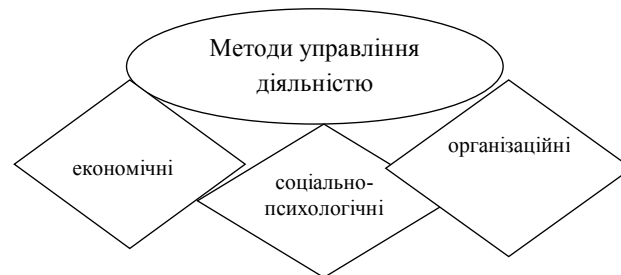 Методи управління
діяльністю
економічні
соціально-
психологічні
організаційні